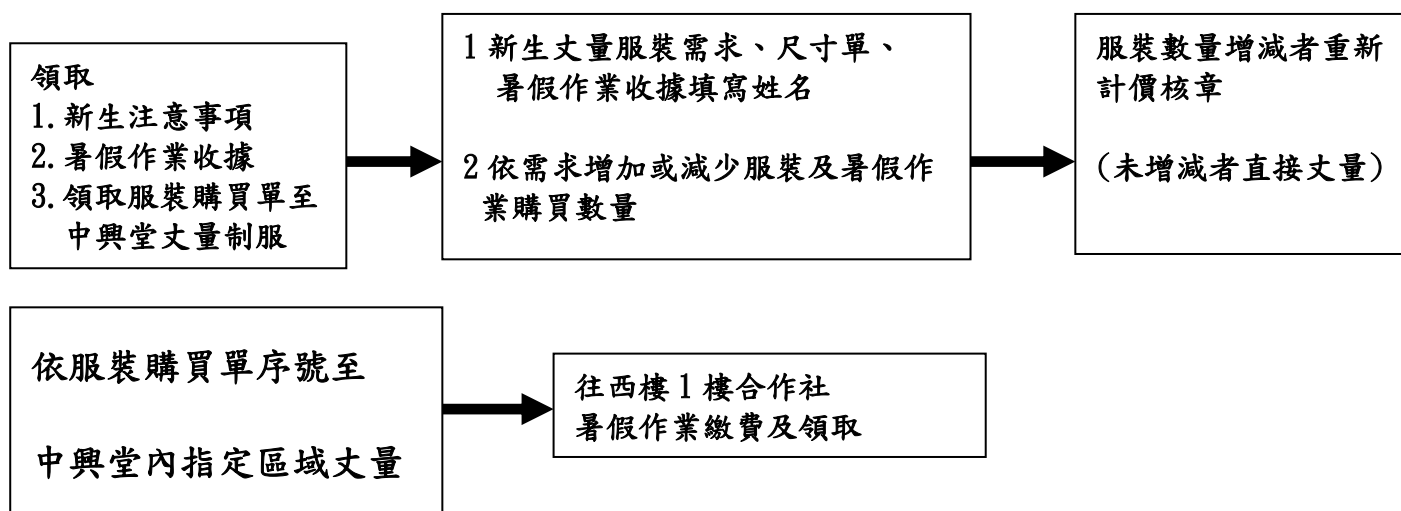 領取
1.新生注意事項
2.暑假作業收據
3.領取服裝購買單至
中興堂丈量制服
1 新生丈量服裝需求、尺寸單、
暑假作業收據填寫姓名
2 依需求增加或減少服裝及暑假作
業購買數量
服裝數量增減者重新
計價核章
(未增減者直接丈量)
依服裝購買單序號至
中興堂內指定區域丈量
往西樓 1 樓合作社
暑假作業繳費及領取